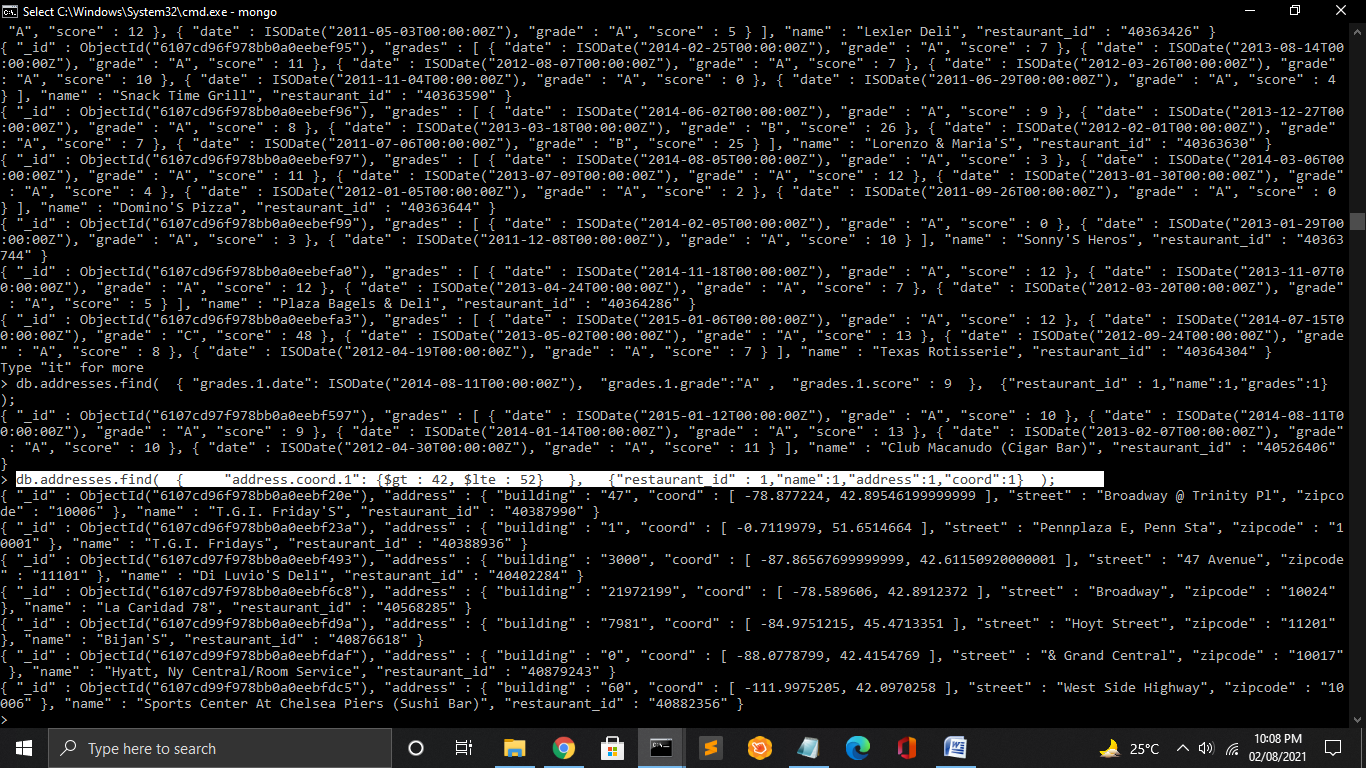 Select C:\Windows\System32\cmd.exe - mongo
"A", "score" : 12 }, { "date" : ISODate("2011-05-03T00:00:00Z"), "grade" : "A", "score" : 5 } ], "name" : "Lexler Deli", "restaurant_id" : "40363426" }
{ "_id" : ObjectId("6107cd96f978bb0a0eebef95"), "grades" : [ { "date" : ISODate("2014-02-25T00:00:00Z"), "grade" : "A", "score" : 7 }, { "date" : ISODate("2013-08-14T00
:00:00Z"), "grade" : "A", "score" : 11 }, { "date" : ISODate("2012-08-07T00:00:00Z"), "grade" : "A", "score" : 7 }, { "date" : ISODate("2012-03-26T00:00:00Z"), "grade"
: "A", "score" : 10 }, { "date" : ISODate("2011-11-04T00:00:00Z"), "grade" : "A", "score" : 0 }, { "date" : ISODate("2011-06-29T00:00:00Z"), "grade" : "A", "score" : 4
} ], "name" : "Snack Time Grill", "restaurant_id" : "40363590" }
{ "_id" : ObjectId("6107cd96f978bb0a0eebef96"), "grades" : [ { "date" : ISODate("2014-06-02T00:00:00Z"), "grade" : "A", "score" : 9 }, { "date" : ISODate("2013-12-27T00
:00:00Z"), "grade" : "A", "score" : 8 }, { "date" : ISODate("2013-03-18T00:00:00Z"), "grade" : "B", "score" : 26 }, { "date" : ISODate("2012-02-01T00:00:00Z"), "grade"
: "A", "score" : 7 }, { "date" : ISODate("2011-07-06T00:00:00Z"), "grade" : "B", "score" : 25 } ], "name" : "Lorenzo & Maria'S", "restaurant_id" : "40363630" }
{ "_id" : ObjectId("6107cd96f978bb0a0eebef97"), "grades" : [ { "date" : ISODate("2014-08-05T00:00:00Z"), "grade" : "A", "score" : 3 }, { "date" : ISODate("2014-03-06T00
:00:00Z"), "grade" : "A", "score" : 11 }, { "date" : ISODate("2013-07-09T00:00:00Z"), "grade" : "A", "score" : 12 }, { "date" : ISODate("2013-01-30T00:00:00Z"), "grade"
: "A", "score" : 4 }, { "date" : ISODate("2012-01-05T00:00:00Z"), "grade" : "A", "score" : 2 }, { "date" : ISODate("2011-09-26T00:00:00Z"), "grade" : "A", "score" : 0
} ], "name" : "Domino'S Pizza", "restaurant_id" : "40363644" }
{ "_id" : ObjectId("6107cd96f978bb0a0eebef99"), "grades" : [ { "date" : ISODate("2014-02-05T00:00:00Z"), "grade" : "A", "score" : 0 }, { "date" : ISODate("2013-01-29T00
:00:00Z"), "grade" : "A", "score" : 3 }, { "date" : ISODate("2011-12-08T00:00:00Z"), "grade" : "A", "score" : 10 } ], "name" : "Sonny'S Heros", "restaurant_id" : "40363
744" }
{ "_id" : ObjectId("6107cd96f978bb0a0eebefa0"), "grades" : [ { "date" : ISODate("2014-11-18T00:00:00Z"), "grade" : "A", "score" : 12 }, { "date" : ISODate("2013-11-07T0
0:00:00Z"), "grade" : "A", "score" : 12 }, { "date" : ISODate("2013-04-24T00:00:00Z"), "grade" : "A", "score" : 7 }, { "date" : ISODate("2012-03-20T00:00:00Z"), "grade"
: "A", "score" : 5 } ], "name" : "Plaza Bagels & Deli", "restaurant_id" : "40364286" }
{ "_id" : ObjectId("6107cd96f978bb0a0eebefa3"), "grades" : [ { "date" : ISODate("2015-01-06T00:00:00Z"), "grade" : "A", "score" : 12 }, { "date" : ISODate("2014-07-15T0
0:00:00Z"), "grade" : "C", "score" : 48 }, { "date" : ISODate("2013-05-02T00:00:00Z"), "grade" : "A", "score" : 13 }, { "date" : ISODate("2012-09-24T00:00:00Z"), "grade
" : "A", "score" : 8 }, { "date" : ISODate("2012-04-19T00:00:00Z"), "grade" : "A", "score" : 7 } ], "name" : "Texas Rotisserie", "restaurant_id" : "40364304" }
Type "it" for more
> db.addresses.find(  { "grades.1.date": ISODate("2014-08-11T00:00:00Z"),  "grades.1.grade":"A" ,  "grades.1.score" : 9  },  {"restaurant_id" : 1,"name":1,"grades":1}
);
{ "_id" : ObjectId("6107cd97f978bb0a0eebf597"), "grades" : [ { "date" : ISODate("2015-01-12T00:00:00Z"), "grade" : "A", "score" : 10 }, { "date" : ISODate("2014-08-11T0
0:00:00Z"), "grade" : "A", "score" : 9 }, { "date" : ISODate("2014-01-14T00:00:00Z"), "grade" : "A", "score" : 13 }, { "date" : ISODate("2013-02-07T00:00:00Z"), "grade"
: "A", "score" : 10 }, { "date" : ISODate("2012-04-30T00:00:00Z"), "grade" : "A", "score" : 11 } ], "name" : "Club Macanudo (Cigar Bar)", "restaurant_id" : "40526406"
}
> db.addresses.find(  {     "address.coord.1": {$gt : 42, $lte : 52}   },   {"restaurant_id" : 1,"name":1,"address":1,"coord":1}  );
{ "_id" : ObjectId("6107cd97f978bb0a0eebf20e"), "address" : { "building" : "47", "coord" : [ -78.877224, 42.89546199999999 ], "street" : "Broadway @ Trinity Pl", "zipco
de" : "10006" }, "name" : "T.G.I. Friday'S", "restaurant_id" : "40387990" }
{ "_id" : ObjectId("6107cd97f978bb0a0eebf23a"), "address" : { "building" : "1", "coord" : [ -0.7119979, 51.6514664 ], "street" : "Pennplaza E, Penn Sta", "zipcode" : "1
0001" }, "name" : "T.G.I. Fridays", "restaurant_id" : "40388936" }
{ "_id" : ObjectId("6107cd97f978bb0a0eebf493"), "address" : { "building" : "3000", "coord" : [ -87.86567699999999, 42.61150920000001 ], "street" : "47 Avenue", "zipcode
" : "11101" }, "name" : "Di Luvio'S Deli", "restaurant_id" : "40402284" }
{ "_id" : ObjectId("6107cd97f978bb0a0eebf6c8"), "address" : { "building" : "21972199", "coord" : [ -78.589606, 42.8912372 ], "street" : "Broadway", "zipcode" : "10024"
}, "name" : "La Caridad 78", "restaurant_id" : "40568285" }
{ "_id" : ObjectId("6107cd99f978bb0a0eebfd9a"), "address" : { "building" : "7981", "coord" : [ -84.9751215, 45.4713351 ], "street" : "Hoyt Street", "zipcode" : "11201"
}, "name" : "Bijan'S", "restaurant_id" : "40876618" }
{ "_id" : ObjectId("6107cd99f978bb0a0eebfdaf"), "address" : { "building" : "0", "coord" : [ -88.0778799, 42.4154769 ], "street" : "& Grand Central", "zipcode" : "10017"
}, "name" : "Hyatt, Ny Central/Room Service", "restaurant_id" : "40879243" }
{ "_id" : ObjectId("6107cd99f978bb0a0eebfdc5"), "address" : { "building" : "60", "coord" : [ -111.9975205, 42.0970258 ], "street" : "West Side Highway", "zipcode" : "10
006" }, "name" : "Sports Center At Chelsea Piers (Sushi Bar)", "restaurant_id" : "40882356" }
>
Type here to search
25°C
10:08 PM
02/08/2021